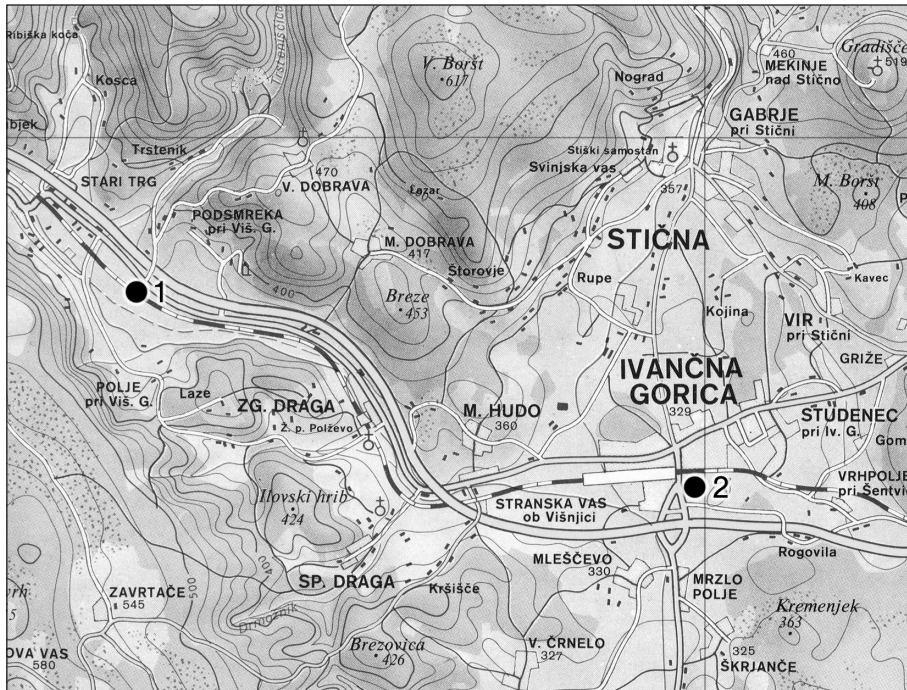 Ribiška koča
Kosca
Trstenik
STARI TRG
PODSMREKA
pri Viš. G.
470
V. DOBRAVA
V. Boršt
617
Lazar
M. DOBRAVA
417
Štorovje
Breze
453
400
1
Nograd
Stiški samostan
Svinjska vas
357
STIČNA
Rupe
460
MEKINJE
nad Stično
Gradišče
519
GABRJE
pri Stični
M. Boršt
408
Kavec
Kojina
VIR
pri Stični
GRIŽE
IVANČNA
GORICA
329
STUDENEC
pri Iv. G.
VRHPOLJE
POLJE
pri Viš. G.
Laze
ZG. DRAGA
Ž. p. Polževo
M. HUDO
360
Ilovski hrib
424
2
STRANSKA VAS
ob Višnjici
Rogovila
MLEŠČEVO
330
MRZLO
POLJE
Kremenjek
363
SP. DRAGA
Kršišče
400
500
ZAVRTAČE
545
580
Brezovica
426
V. ČRNELO
327
325
ŠKRJANČE